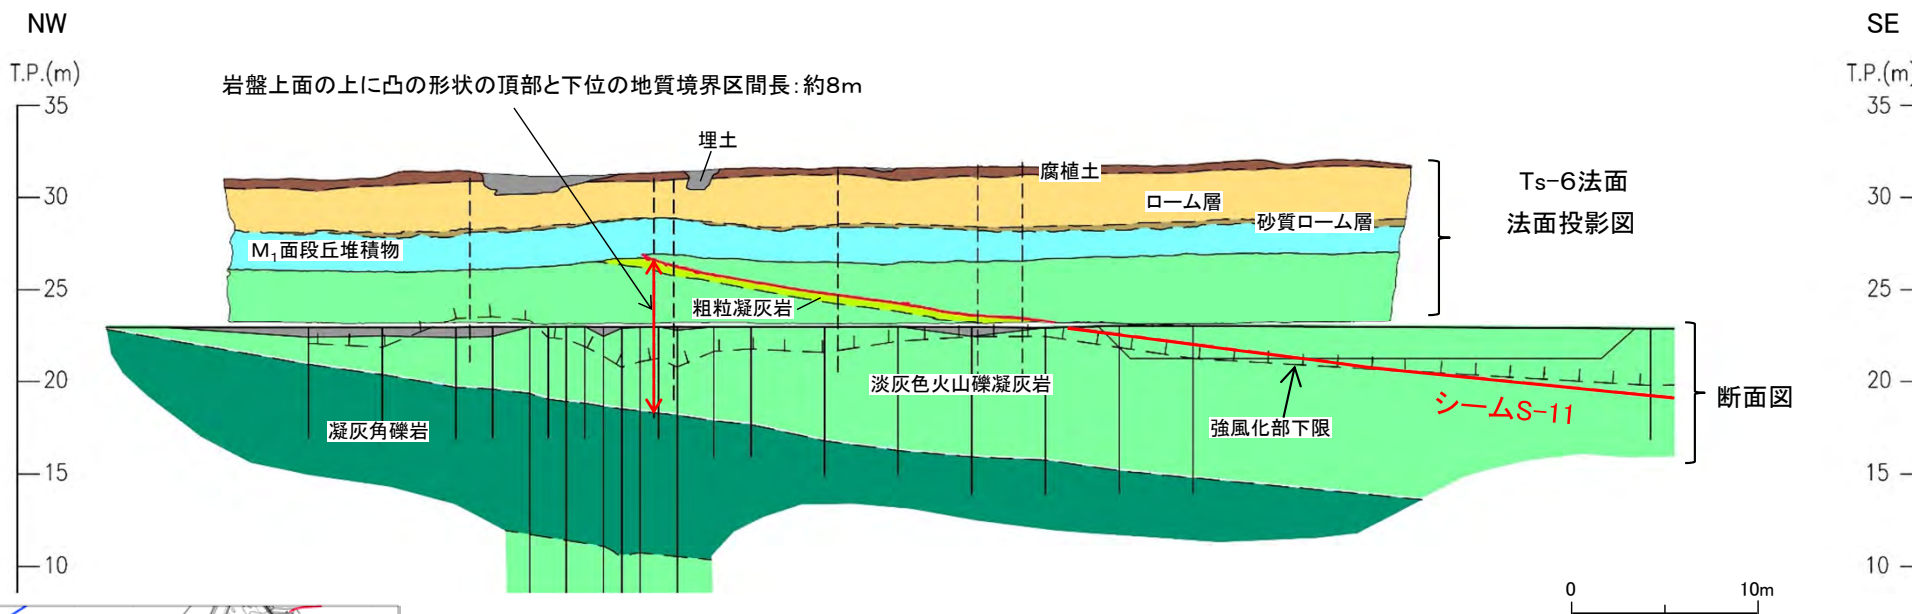 NW
SE
T.P.(m)
T.P.(m)
岩盤上面の上に凸の形状の頂部と下位の地質境界区間長：約8m
35
35
埋土
腐植土
Ts-6法面
法面投影図
30
30
ローム層
砂質ローム層
M₁面段丘堆積物
25
25
粗粒凝灰岩
20
20
淡灰色火山礫凝灰岩
断面図
シームS-11
凝灰角礫岩
強風化部下限
15
15
10
10
0 10m